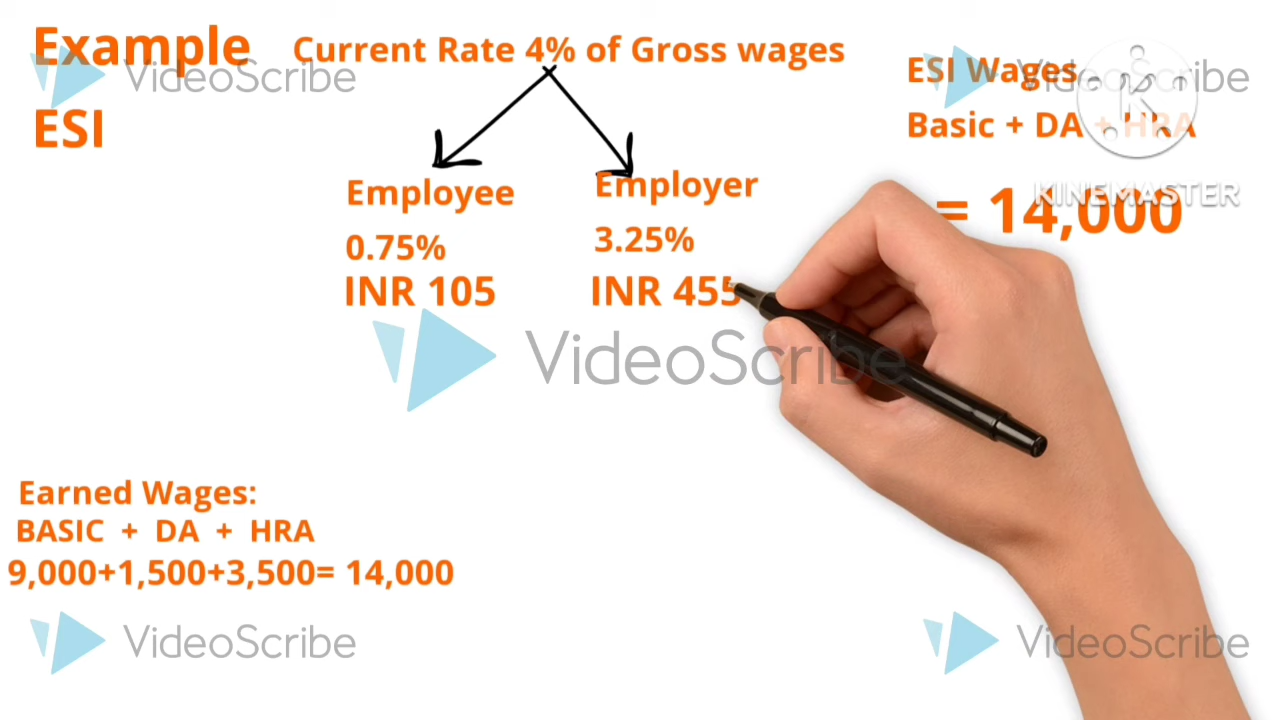 Example
Current Rate 4% of Gross wages
ESI
Employee
0.75%
INR 105
Employer
3.25%
INR 455
ESI Wages
Basic + DA + HRA
= 14,000
Earned Wages:
BASIC + DA + HRA
9,000+1,500+3,500= 14,000
VideoScribe
VideoScribe
KINEMASTER
VideoScribe
VideoScribe
VideoScribe